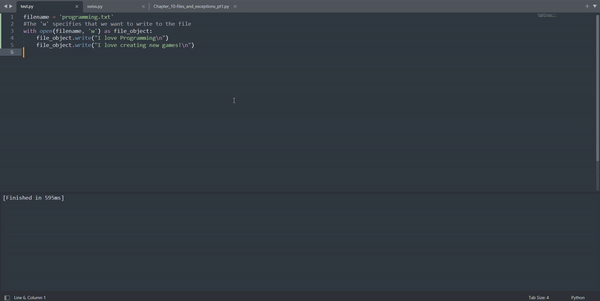 test.py
news.py
Chapter_10-files_and_exceptions_pt1.py
1 filename = 'programming.txt'
2 #The 'w' specifies that we want to write to the file
3 with open(filename, 'w') as file_object:
4 file_object.write("I love Programming\n")
5 file_object.write("I love creating new games!\n")
6
[Finished in 595ms]
Line 6, Column 1
Tab Size: 4
Python